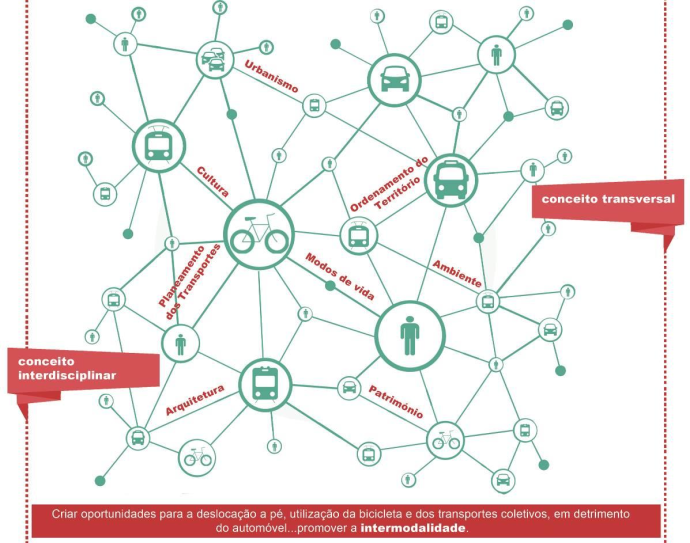 Urbanismo
Cultura
Ordenamento do
Território
conceito transversal
Planeamento
dos Transportes
Modos de vida
Ambiente
conceito
interdisciplinar
Arquitetura
Património
Criar oportunidades para a deslocação a pé, utilização da bicicleta e dos transportes coletivos, em detrimento
do automóvel...promover a intermodalidade.